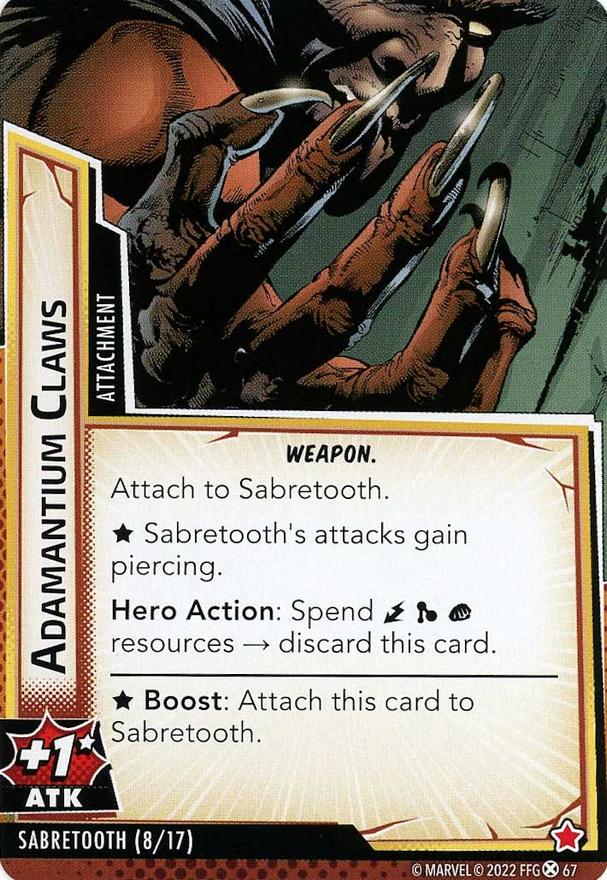 ADAMANTIUM CLAWS
ATTACHMENT
WEAPON.
Attach to Sabretooth.
★ Sabretooth's attacks gain
piercing.
Hero Action: Spend
resources → discard this card.
★ Boost: Attach this card to
Sabretooth.
+1★
ATK
SABRETOOTH (8/17)
© MARVEL © 2022 FFG 67